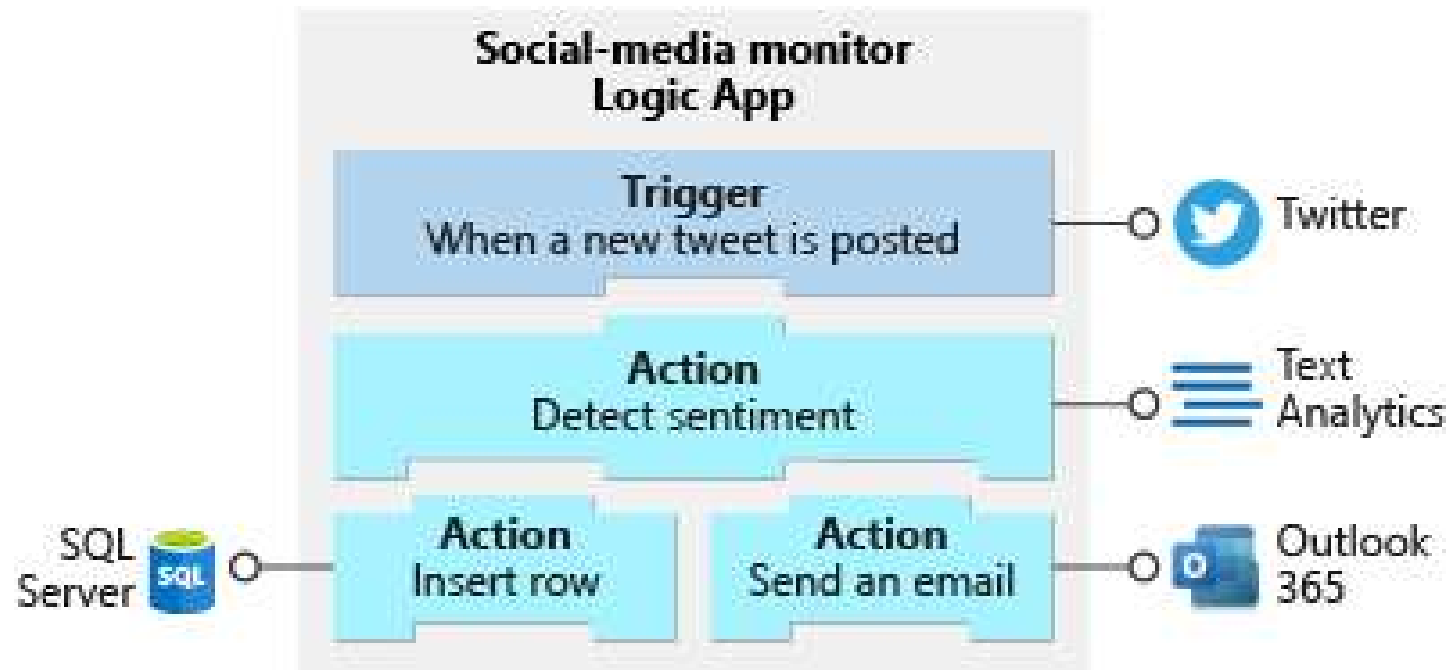 Social-media monitor
Logic App
Trigger
When a new tweet is posted
Twitter
Action
Detect sentiment
Text
Analytics
SQL
Server
SQL
Action
Insert row
Action
Send an email
O
Outlook
365